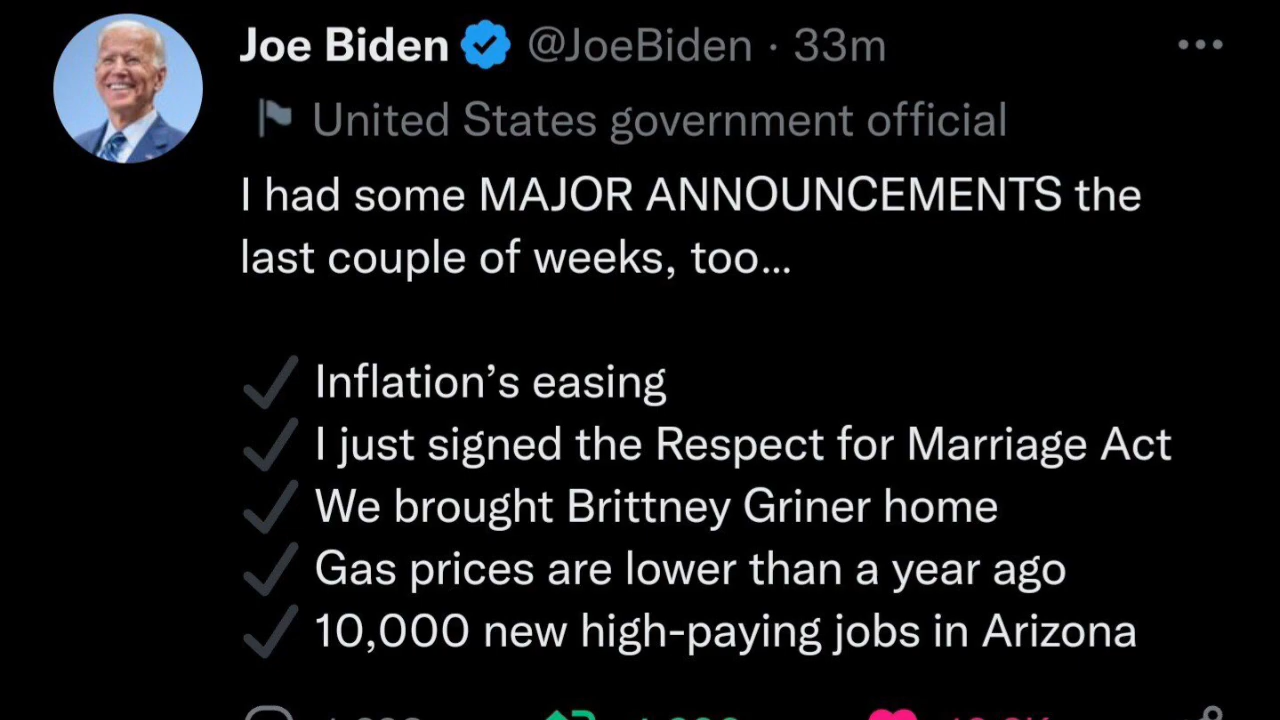 Joe Biden @JoeBiden · 33m
United States government official
I had some MAJOR ANNOUNCEMENTS the
last couple of weeks, too...
Inflation’s easing
I just signed the Respect for Marriage Act
We brought Brittney Griner home
Gas prices are lower than a year ago
10,000 new high-paying jobs in Arizona